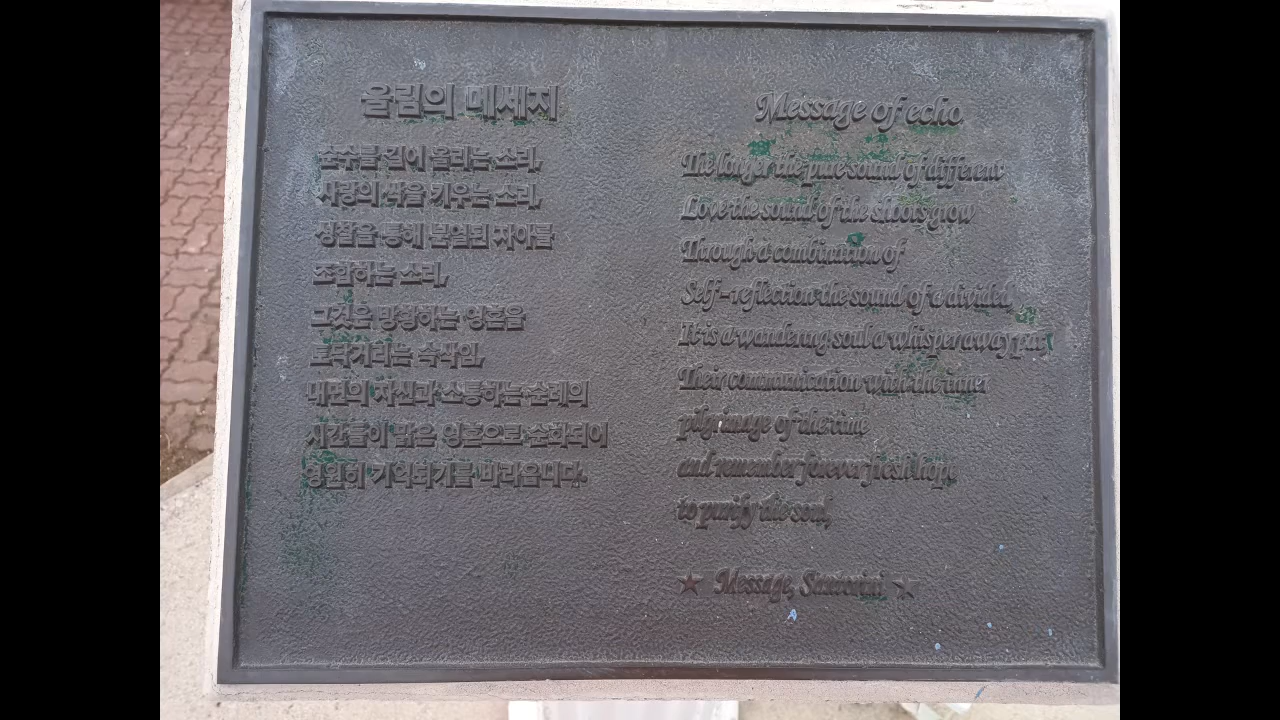 울림의 메세지
순수를 깊이 울리는 소리,
사랑의 싹을 키우는 소리,
성찰을 통해 분열된 자아를
조합하는 소리,
그것은 방황하는 영혼을
토닥거리는 속삭임,
내면의 자신과 소통하는 순례의
시간들이 맑은 영혼으로 순화되어
영원히 기억되기를 바라옵니다.
Message of echo
The longer the pure sound of different
Love the sound of the shoots grow
Through a combination of
Self-reflection the sound of a divided,
It is a wandering soul a whisper away pat,
Their communication with the inner
pilgrimage of the time
and remember forever fresh hope
to purify the soul,
★ Message, Santorini ★